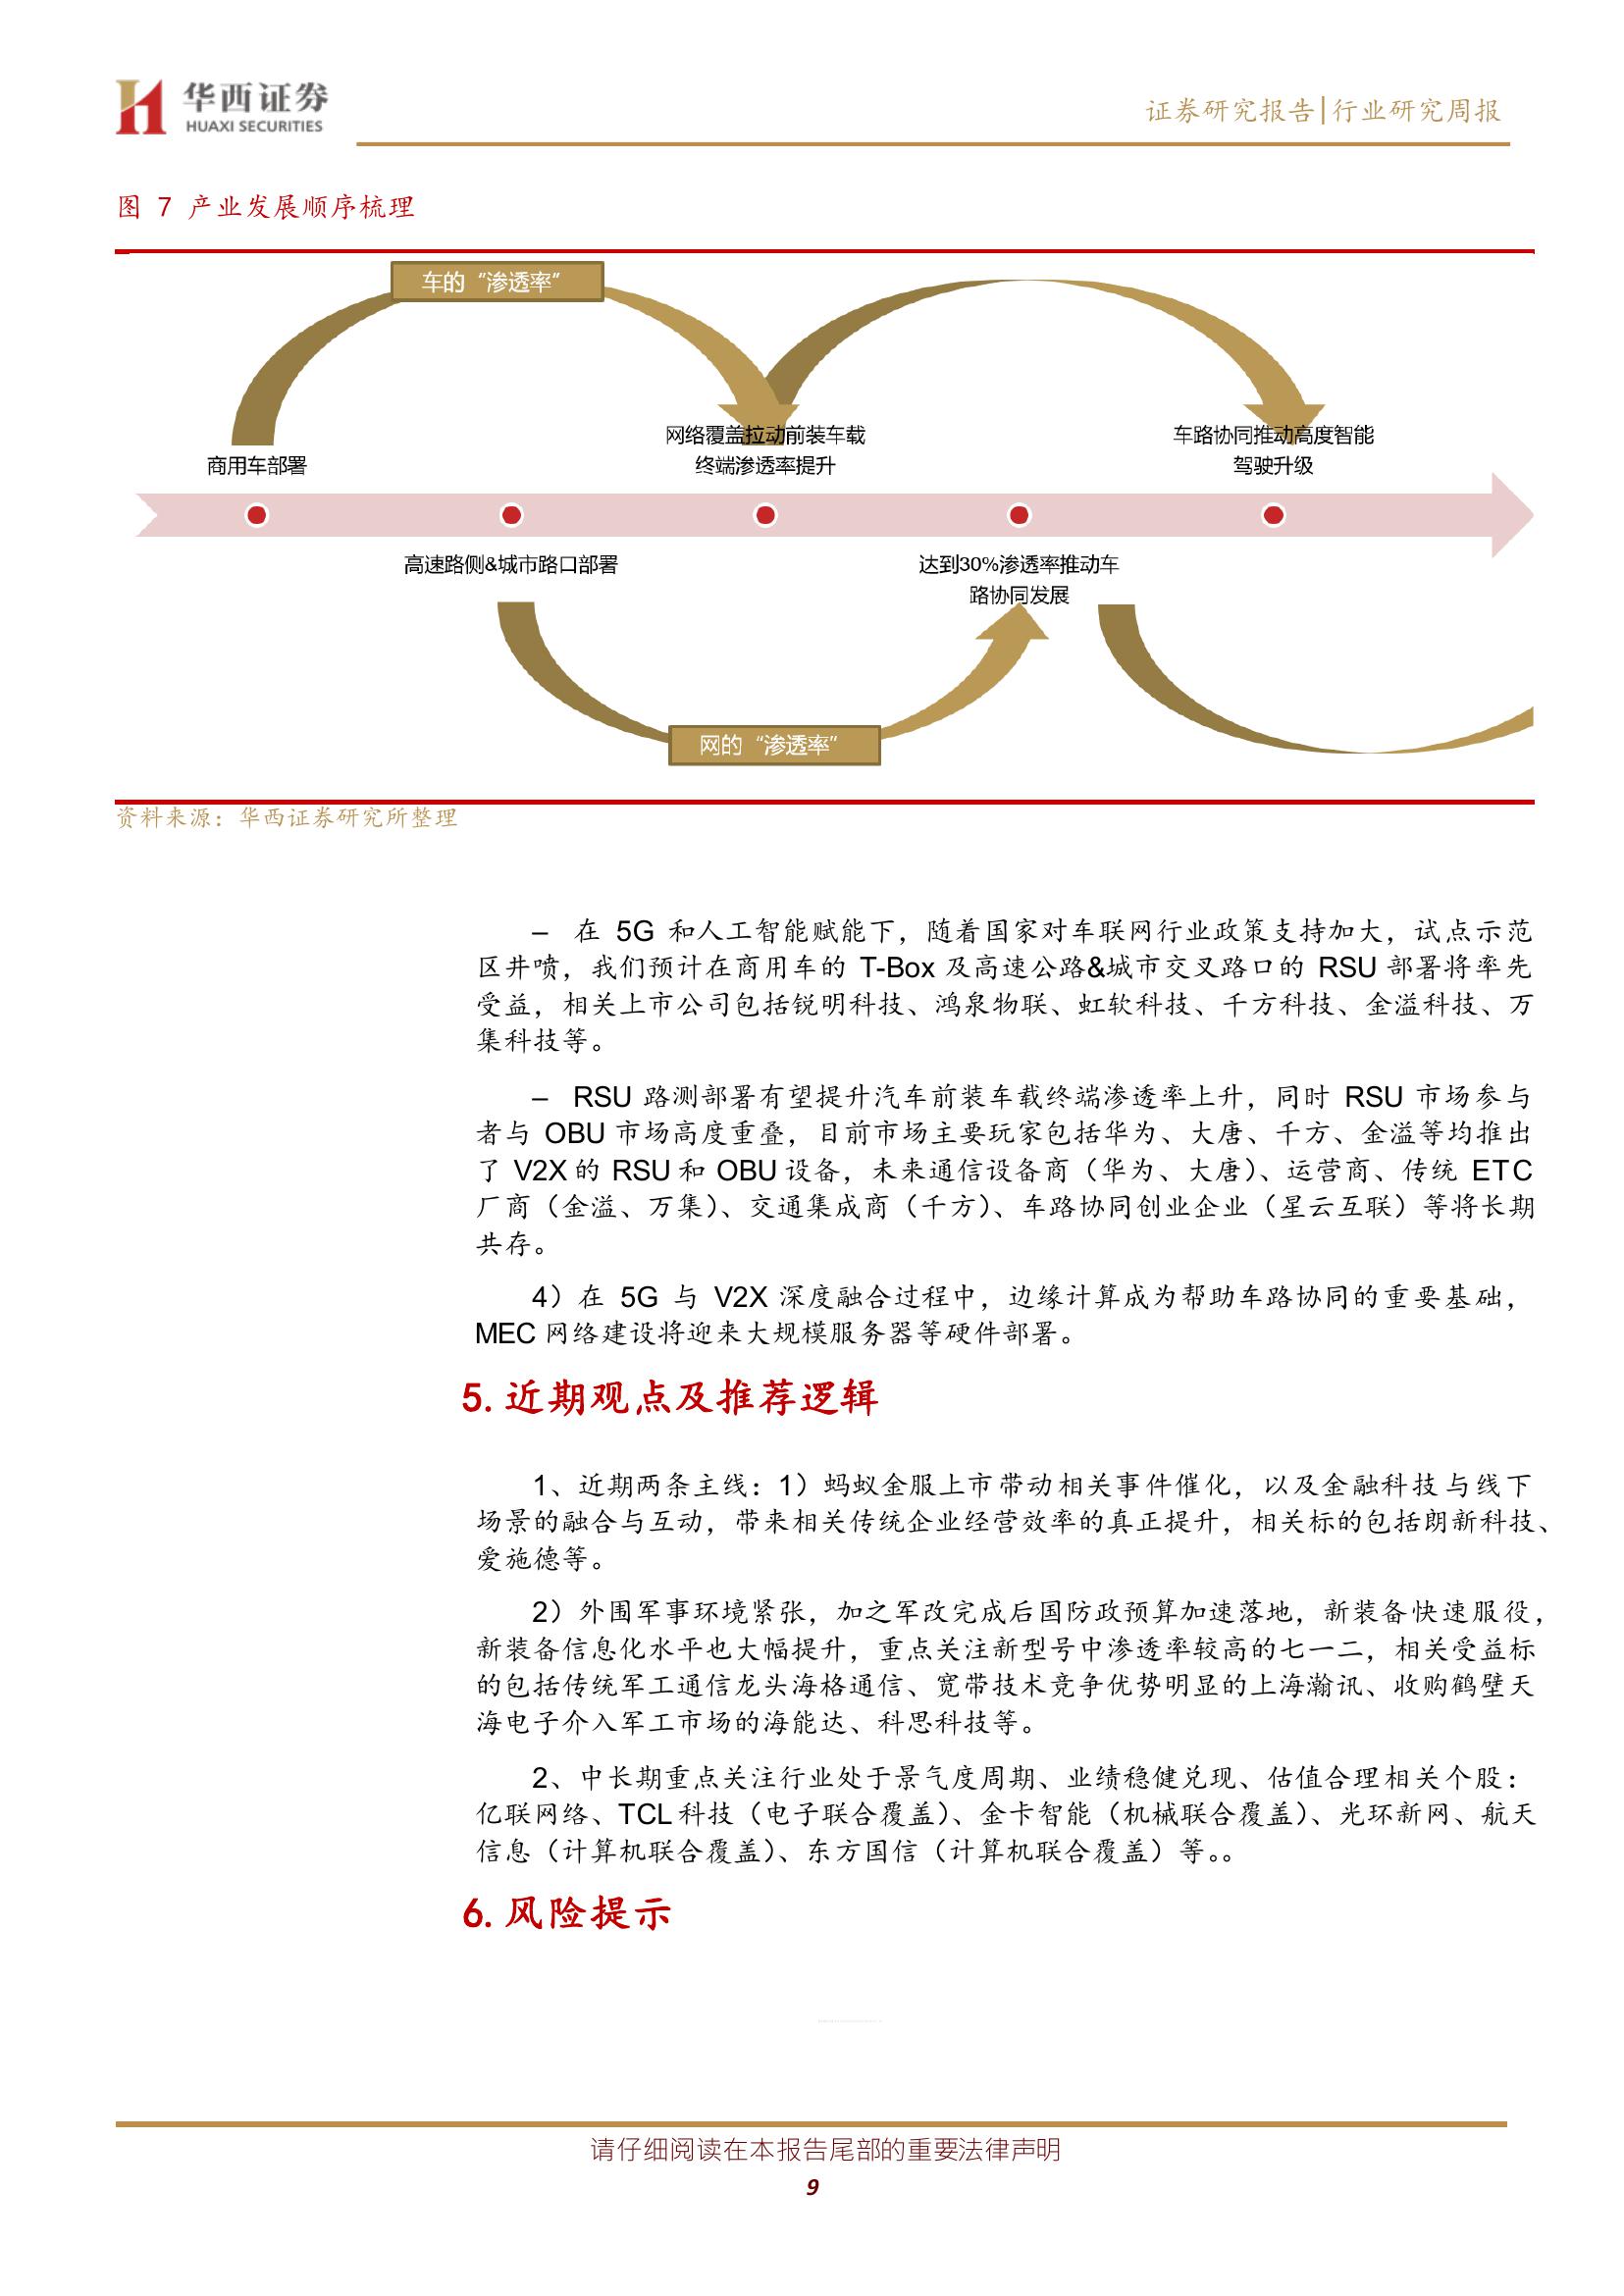 华西证券
HUAXI SECURITIES
证券研究报告|行业研究周报
图 7 产业发展顺序梳理
车的“渗透率”
网络覆盖拉动前装车载
终端渗透率提升
车路协同推动高度智能
驾驶升级
商用车部署
高速路侧&城市路口部署
达到30%渗透率推动车
路协同发展
网的“渗透率”
资料来源：华西证券研究所整理
– 在 5G 和人工智能赋能下，随着国家对车联网行业政策支持加大，试点示范
区井喷，我们预计在商用车的 T-Box 及高速公路&城市交叉路口的 RSU 部署将率先
受益，相关上市公司包括锐明科技、鸿泉物联、虹软科技、千方科技、金溢科技、万
集科技等。
– RSU 路测部署有望提升汽车前装车载终端渗透率上升，同时 RSU 市场参与
者与 OBU 市场高度重叠，目前市场主要玩家包括华为、大唐、千方、金溢等均推出
了 V2X 的 RSU 和 OBU 设备，未来通信设备商（华为、大唐）、运营商、传统 ETC
厂商（金溢、万集）、交通集成商（千方）、车路协同创业企业（星云互联）等将长期
共存。
4）在 5G 与 V2X 深度融合过程中，边缘计算成为帮助车路协同的重要基础，
MEC 网络建设将迎来大规模服务器等硬件部署。
5. 近期观点及推荐逻辑
1、近期两条主线：1）蚂蚁金服上市带动相关事件催化，以及金融科技与线下
场景的融合与互动，带来相关传统企业经营效率的真正提升，相关标的包括朗新科技、
爱施德等。
2）外围军事环境紧张，加之军改完成后国防政预算加速落地，新装备快速服役，
新装备信息化水平也大幅提升，重点关注新型号中渗透率较高的七一二，相关受益标
的包括传统军工通信龙头海格通信、宽带技术竞争优势明显的上海瀚讯、收购鹤壁天
海电子介入军工市场的海能达、科思科技等。
2、中长期重点关注行业处于景气度周期、业绩稳健兑现、估值合理相关个股：
亿联网络、TCL 科技（电子联合覆盖）、金卡智能（机械联合覆盖）、光环新网、航天
信息（计算机联合覆盖）、东方国信（计算机联合覆盖）等。。
6. 风险提示
请仔细阅读在本报告尾部的重要法律声明
9